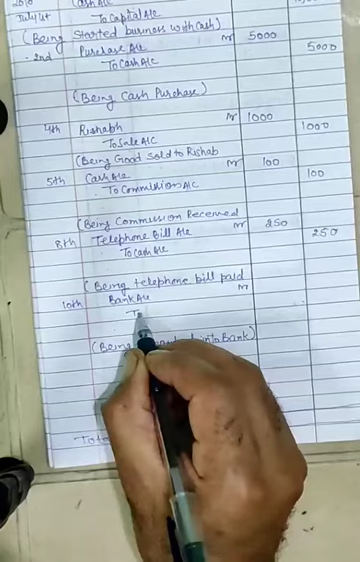 2010 Cash A/c
July 1st To Capital A/c
(Being Started business with Cash)
- 2nd Purchase A/c Dr 5000
To Cash A/c 5000
(Being Cash Purchase)
4th Rishabh Dr 1000
To Sale A/C 1000
(Being Good Sold to Rishab
5th Cash A/c Dr 100
To Commission A/C 100
(Being Commission Received
8th Telephone Bill A/c Dr 250
To Cash A/c 250
(Being telephone bill paid
10th Bank A/c Dr
T
(Being into Bank)